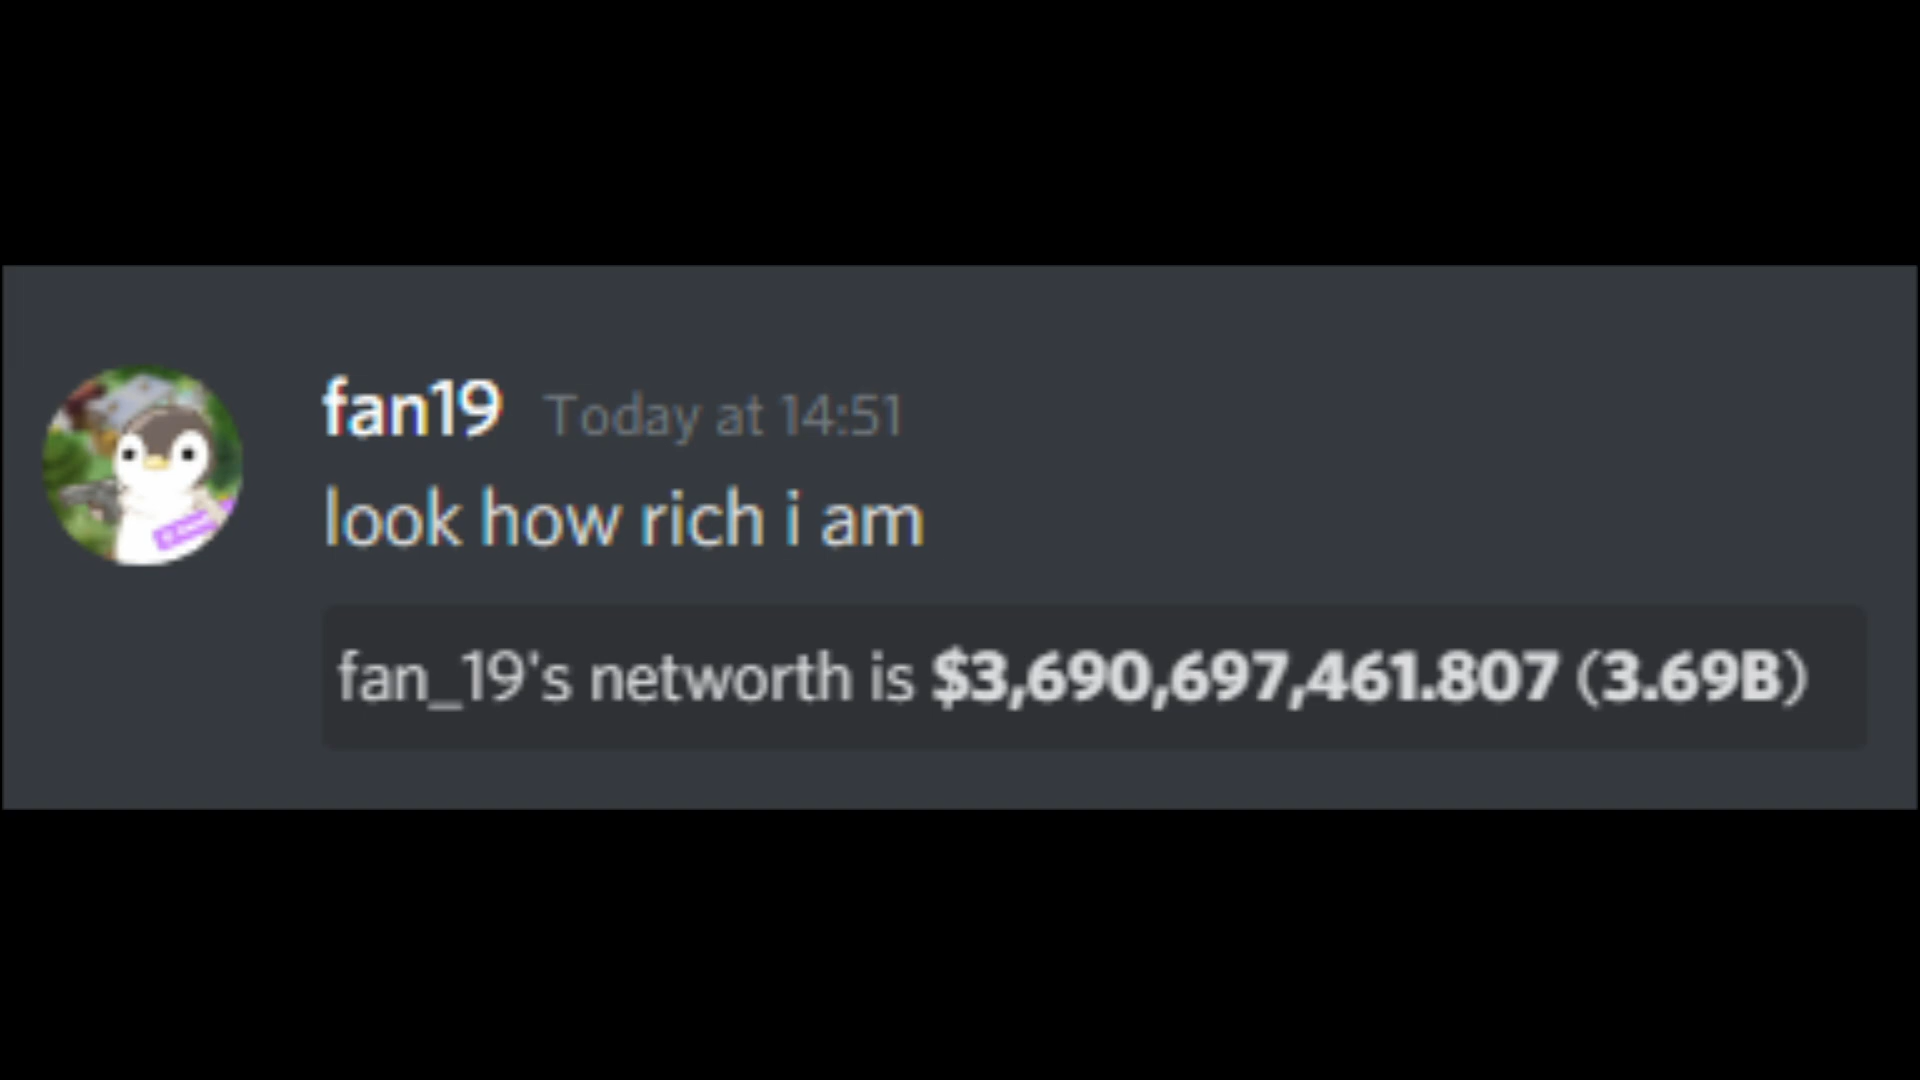 fan19 Today at 14:51
look how rich i am
fan_19's networth is $3,690,697,461.807 (3.69B)